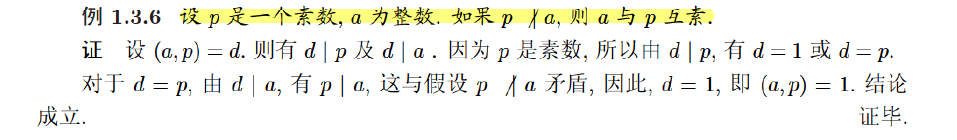 例 1.3.6 设 p 是一个素数, a 为整数. 如果 p ∤ a, 则 a 与 p 互素.
证 设 (a, p) = d. 则有 d | p 及 d | a . 因为 p 是素数, 所以由 d | p, 有 d = 1 或 d = p.
对于 d = p, 由 d | a, 有 p | a, 这与假设 p ∤ a 矛盾, 因此, d = 1, 即 (a, p) = 1. 结论
成立. 证毕.